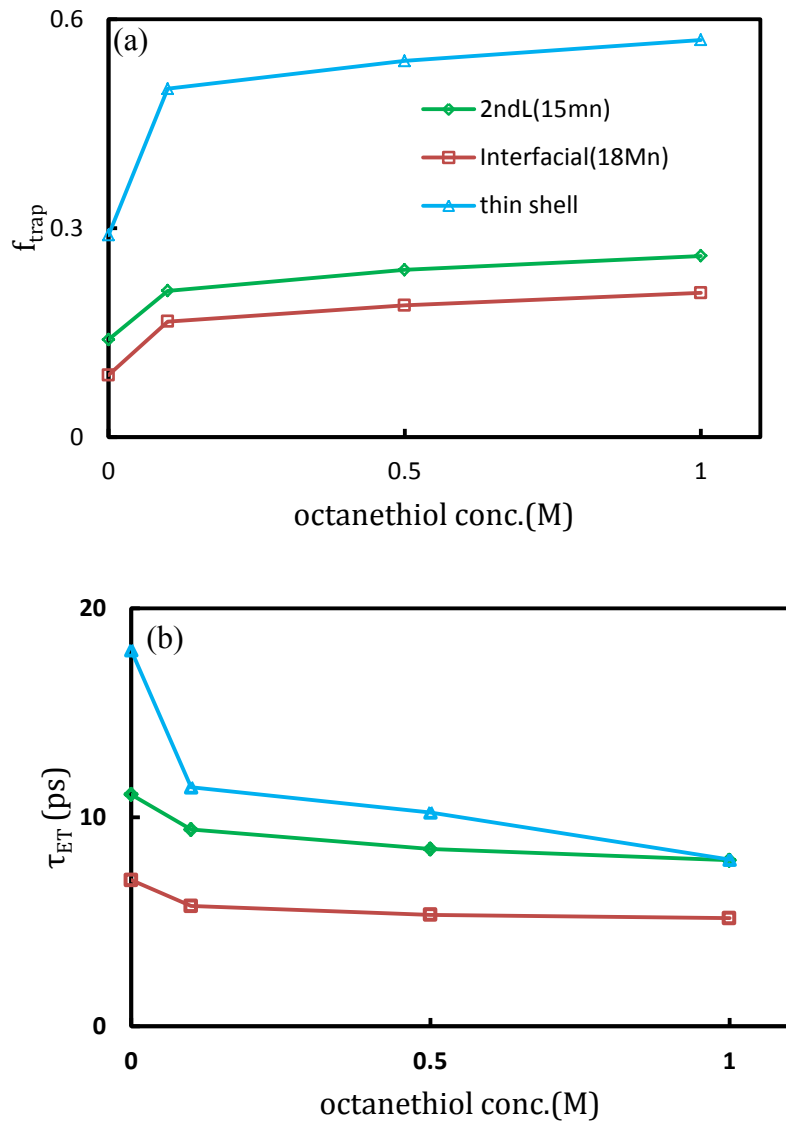 0.6
(a)
2ndL(15mn)
Interfacial(18Mn)
thin shell
f_trap
0.3
0
0
0.5
1
octanethiol conc.(M)
20
(b)
τ_ET (ps)
10
0
0
0.5
1
octanethiol conc.(M)